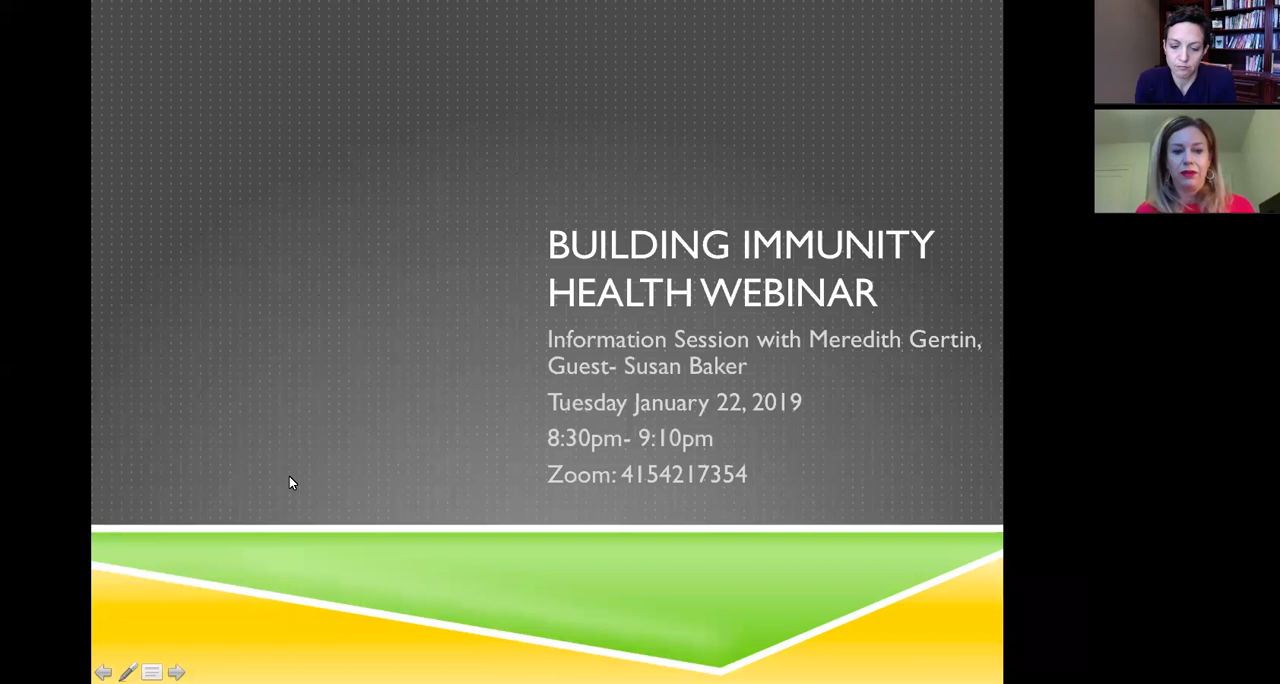 BUILDING IMMUNITY
HEALTH WEBINAR
Information Session with Meredith Gertin,
Guest- Susan Baker
Tuesday January 22, 2019
8:30pm- 9:10pm
Zoom: 4154217354